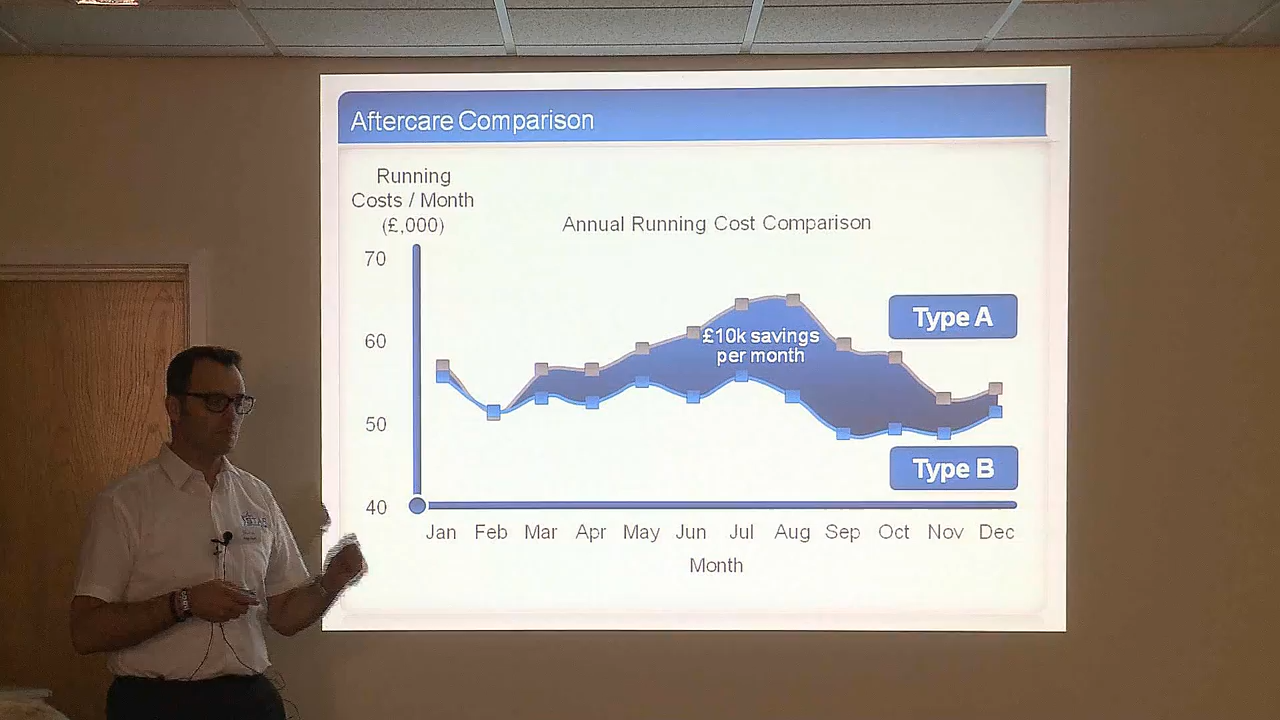 Aftercare Comparison
Running
Costs / Month
(£,000)
Annual Running Cost Comparison
70
60
50
40
£10k savings
per month
Type A
Type B
Jan Feb Mar Apr May Jun Jul Aug Sep Oct Nov Dec
Month